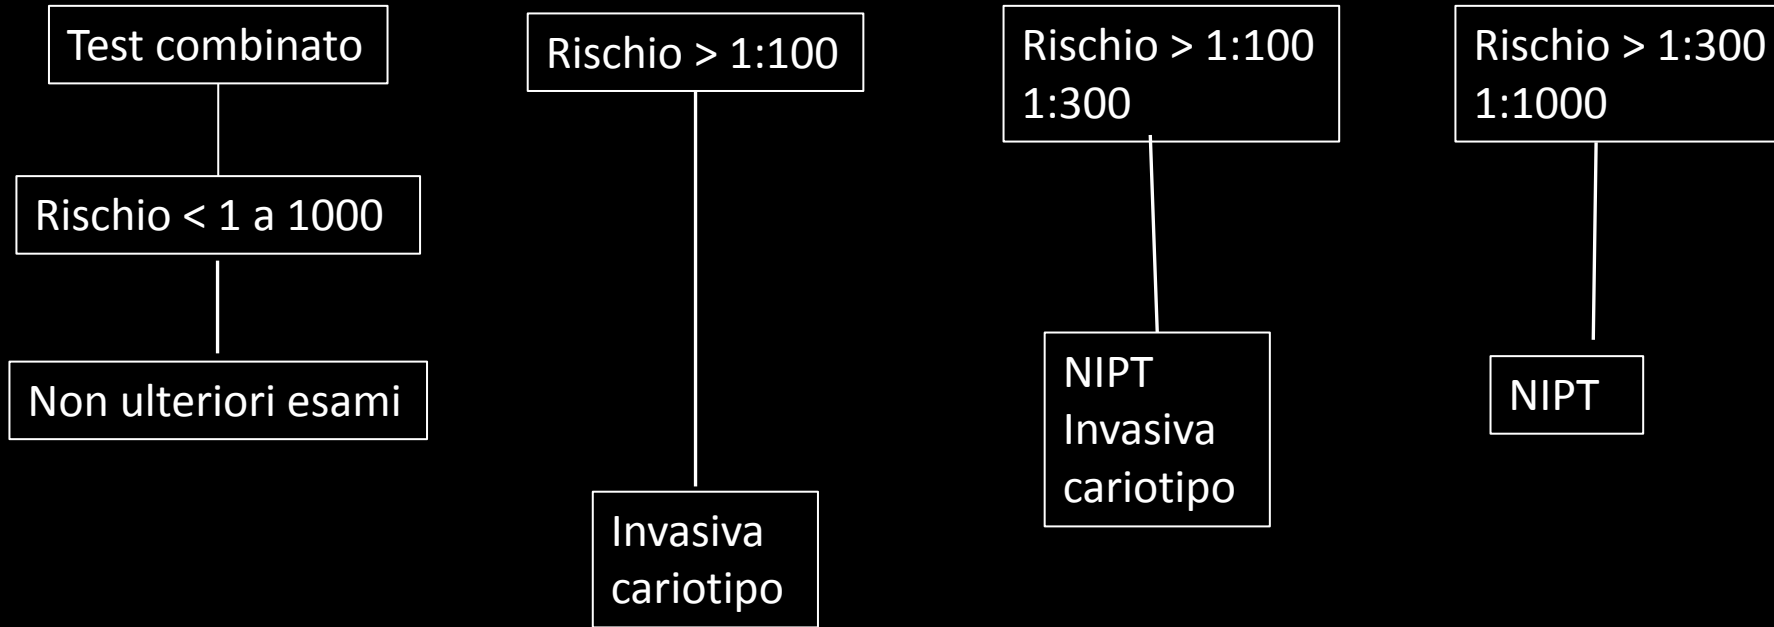 Test combinato
Rischio < 1 a 1000
Non ulteriori esami
Rischio > 1:100
Invasiva
cariotipo
Rischio > 1:100
1:300
NIPT
Invasiva
cariotipo
Rischio > 1:300
1:1000
NIPT